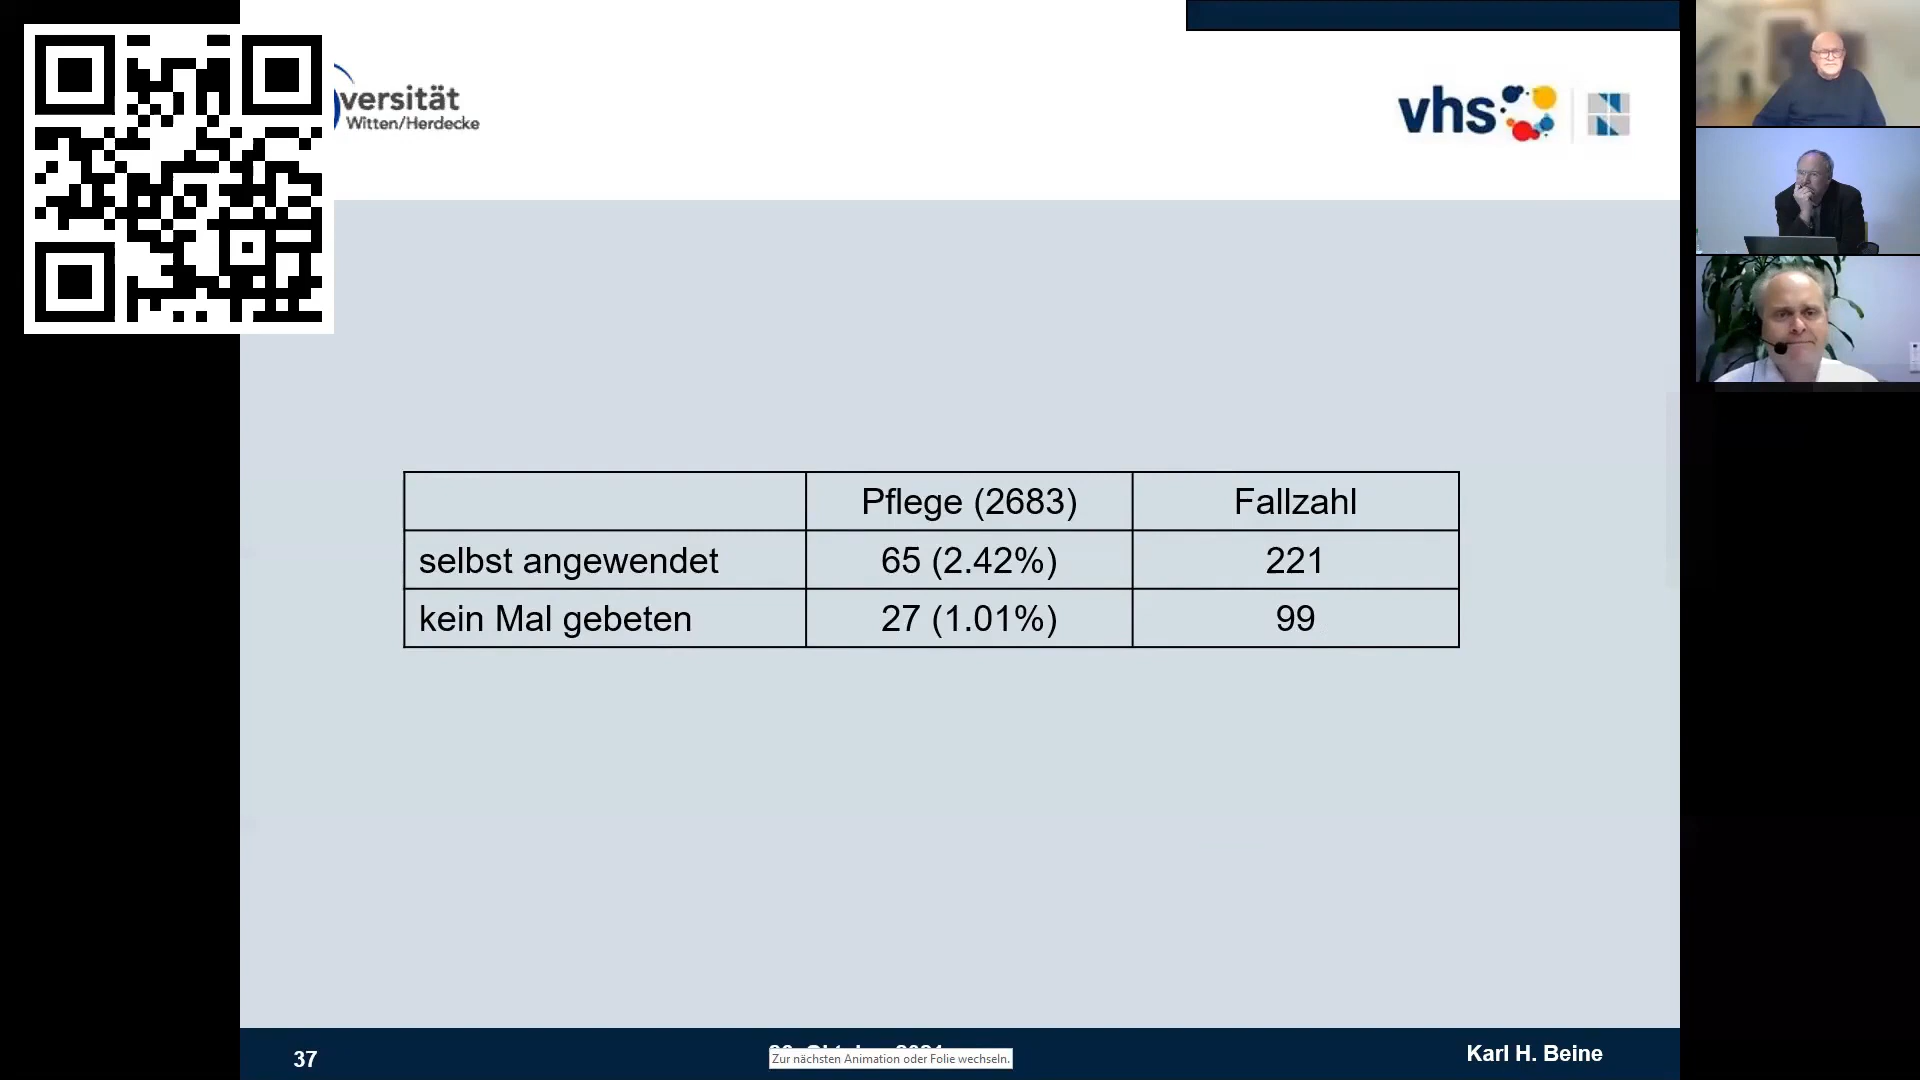 versität
Witten/Herdecke
vhs
Pflege (2683)
Fallzahl
selbst angewendet
65 (2.42%)
221
kein Mal gebeten
27 (1.01%)
99
37
Zur nächsten Animation oder Folie wechseln.
Karl H. Beine